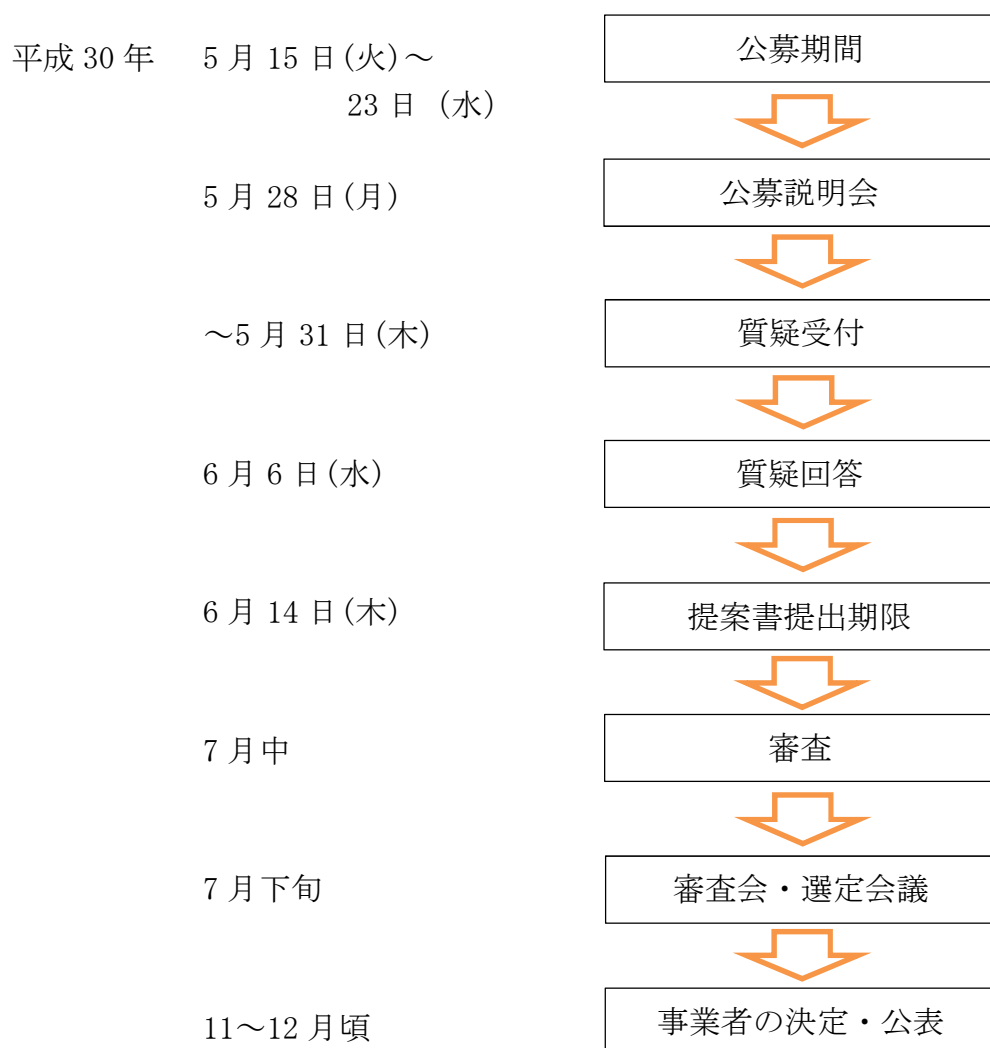 平成 30 年 5 月 15 日(火)～ 公募期間
23 日 (水)
5 月 28 日(月) 公募説明会
～5 月 31 日(木) 質疑受付
6 月 6 日(水) 質疑回答
6 月 14 日(木) 提案書提出期限
7 月中 審査
7 月下旬 審査会・選定会議
11～12 月頃 事業者の決定・公表